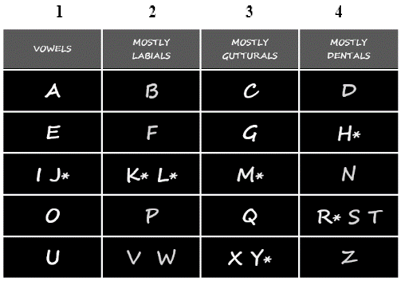 1 2 3 4
VOWELS MOSTLY LABIALS MOSTLY GUTTURALS MOSTLY DENTALS
A B C D
E F G H*
I J* K* L* M* N
O P Q R* S T
U V W X Y* Z